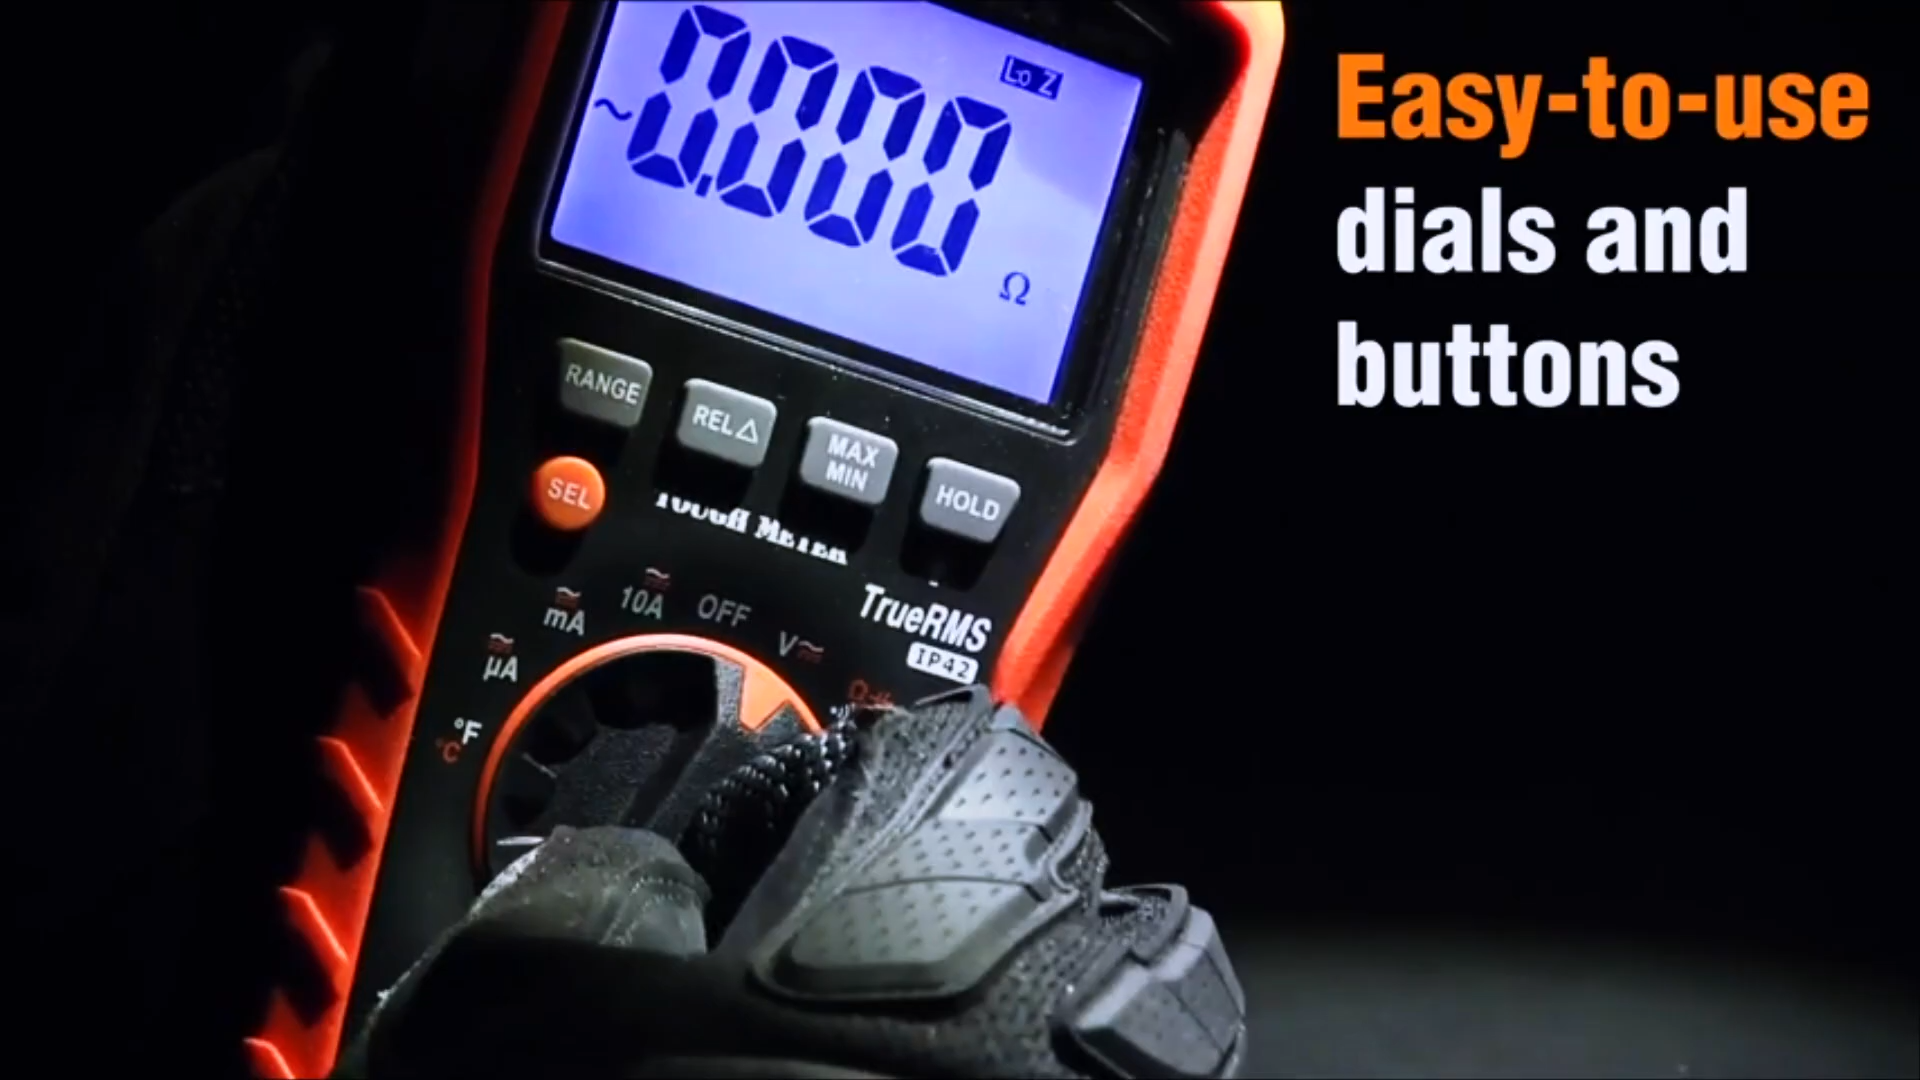 Easy-to-use
dials and
buttons
Lo Z
~0.000
Ω
RANGE
REL△
MAX
MIN
HOLD
SEL
TOUGH METER
TrueRMS
IP42
OFF
10A
mA
µA
V
°F
°C
Ω